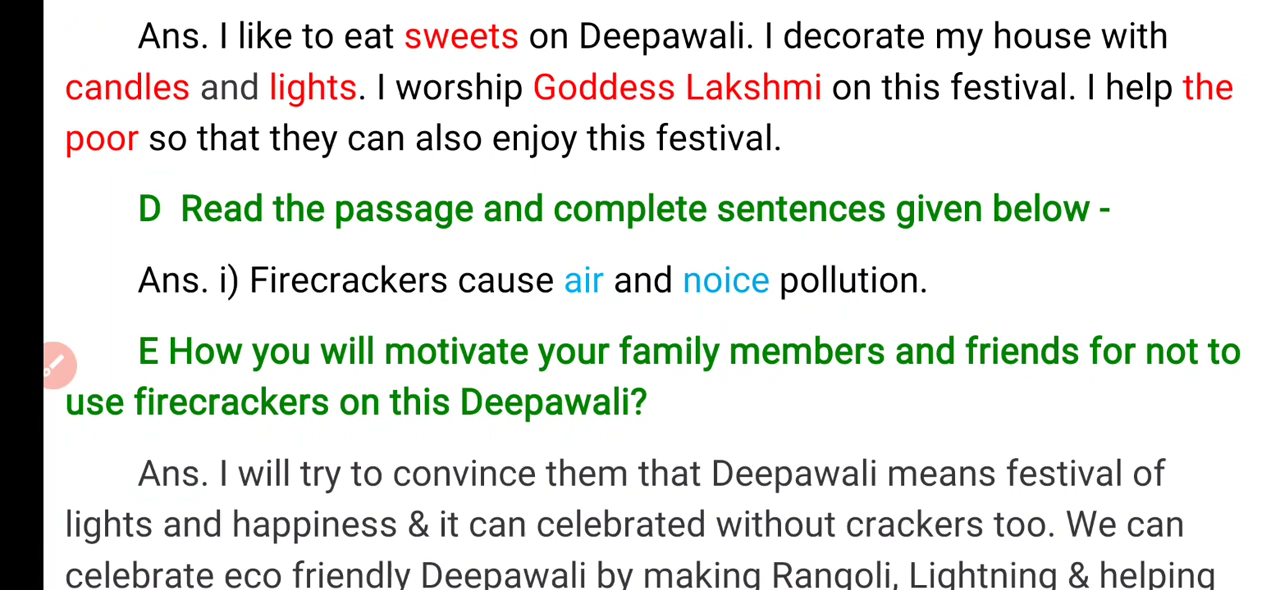 Ans. I like to eat sweets on Deepawali. I decorate my house with
candles and lights. I worship Goddess Lakshmi on this festival. I help the
poor so that they can also enjoy this festival.
D Read the passage and complete sentences given below -
Ans. i) Firecrackers cause air and noice pollution.
E How you will motivate your family members and friends for not to
use firecrackers on this Deepawali?
Ans. I will try to convince them that Deepawali means festival of
lights and happiness & it can celebrated without crackers too. We can
celebrate eco friendly Deepawali by making Rangoli, Lightning & helping